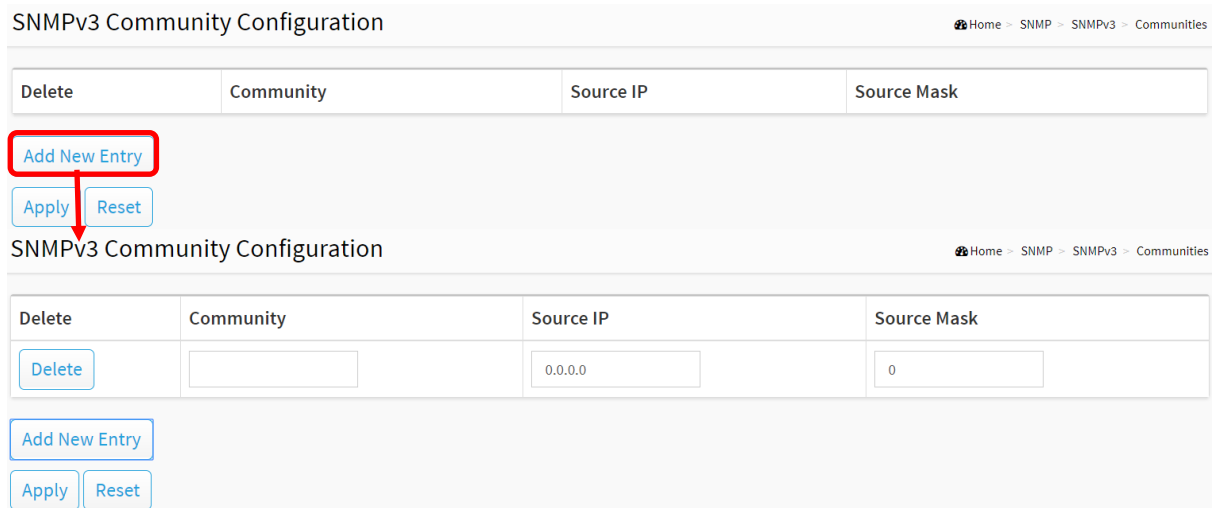 SNMPv3 Community Configuration
Home > SNMP > SNMPv3 > Communities
Delete Community Source IP Source Mask
Add New Entry
Apply Reset
SNMPv3 Community Configuration
Home > SNMP > SNMPv3 > Communities
Delete Community Source IP Source Mask
Delete 0.0.0.0 0
Add New Entry
Apply Reset